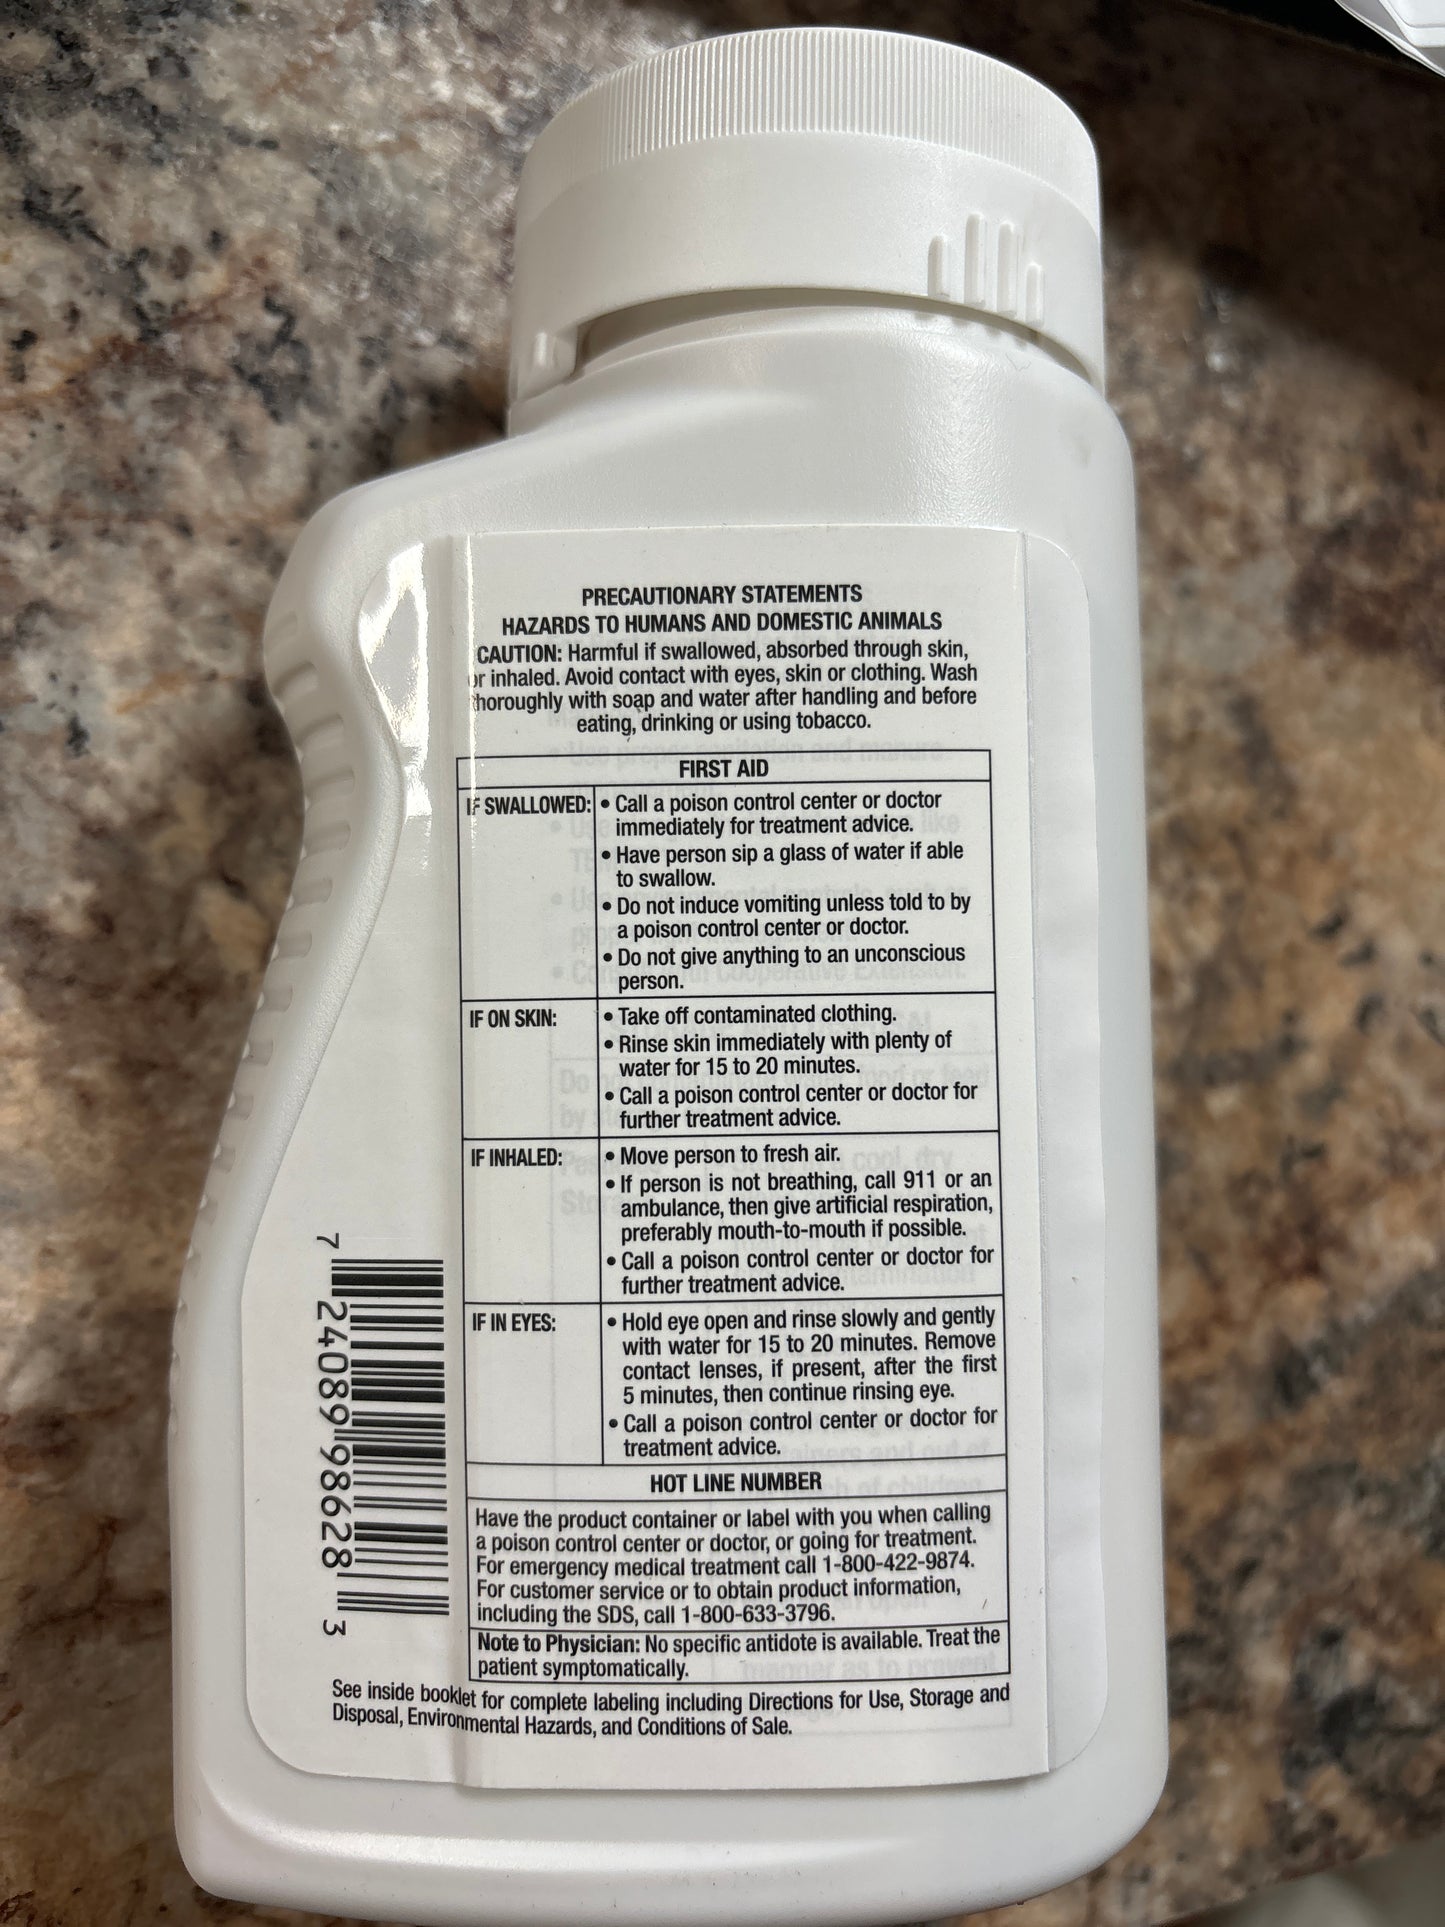 PRECAUTIONARY STATEMENTS
HAZARDS TO HUMANS AND DOMESTIC ANIMALS
CAUTION: Harmful if swallowed, absorbed through skin,
or inhaled. Avoid contact with eyes, skin or clothing. Wash
thoroughly with soap and water after handling and before
eating, drinking or using tobacco.
FIRST AID
IF SWALLOWED:
• Call a poison control center or doctor
immediately for treatment advice.
• Have person sip a glass of water if able
to swallow.
• Do not induce vomiting unless told to by
a poison control center or doctor.
• Do not give anything to an unconscious
person.
IF ON SKIN:
• Take off contaminated clothing.
• Rinse skin immediately with plenty of
water for 15 to 20 minutes.
• Call a poison control center or doctor for
further treatment advice.
IF INHALED:
• Move person to fresh air.
• If person is not breathing, call 911 or an
ambulance, then give artificial respiration,
preferably mouth-to-mouth if possible.
• Call a poison control center or doctor for
further treatment advice.
IF IN EYES:
• Hold eye open and rinse slowly and gently
with water for 15 to 20 minutes. Remove
contact lenses, if present, after the first
5 minutes, then continue rinsing eye.
• Call a poison control center or doctor for
treatment advice.
HOT LINE NUMBER
Have the product container or label with you when calling
a poison control center or doctor, or going for treatment.
For emergency medical treatment call 1-800-422-9874.
For customer service or to obtain product information,
including the SDS, call 1-800-633-3796.
Note to Physician: No specific antidote is available. Treat the
patient symptomatically.
See inside booklet for complete labeling including Directions for Use, Storage and
Disposal, Environmental Hazards, and Conditions of Sale.
7 24089 98628 3